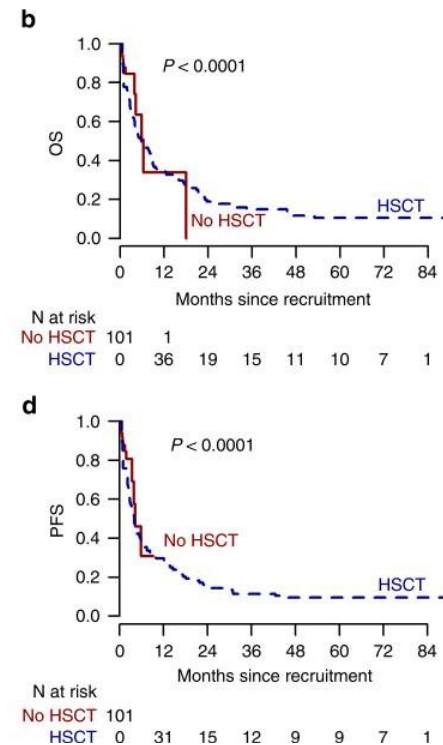 b
1.0
P < 0.0001
0.8
0.6
OS
0.4
0.2
HSCT
No HSCT
0.0
0 12 24 36 48 60 72 84
Months since recruitment
N at risk
No HSCT 101 1
HSCT 0 36 19 15 11 10 7 1
d
1.0
P < 0.0001
0.8
0.6
PFS
0.4
No HSCT
0.2
HSCT
0.0
0 12 24 36 48 60 72 84
Months since recruitment
N at risk
No HSCT 101
HSCT 0 31 15 12 9 9 7 1